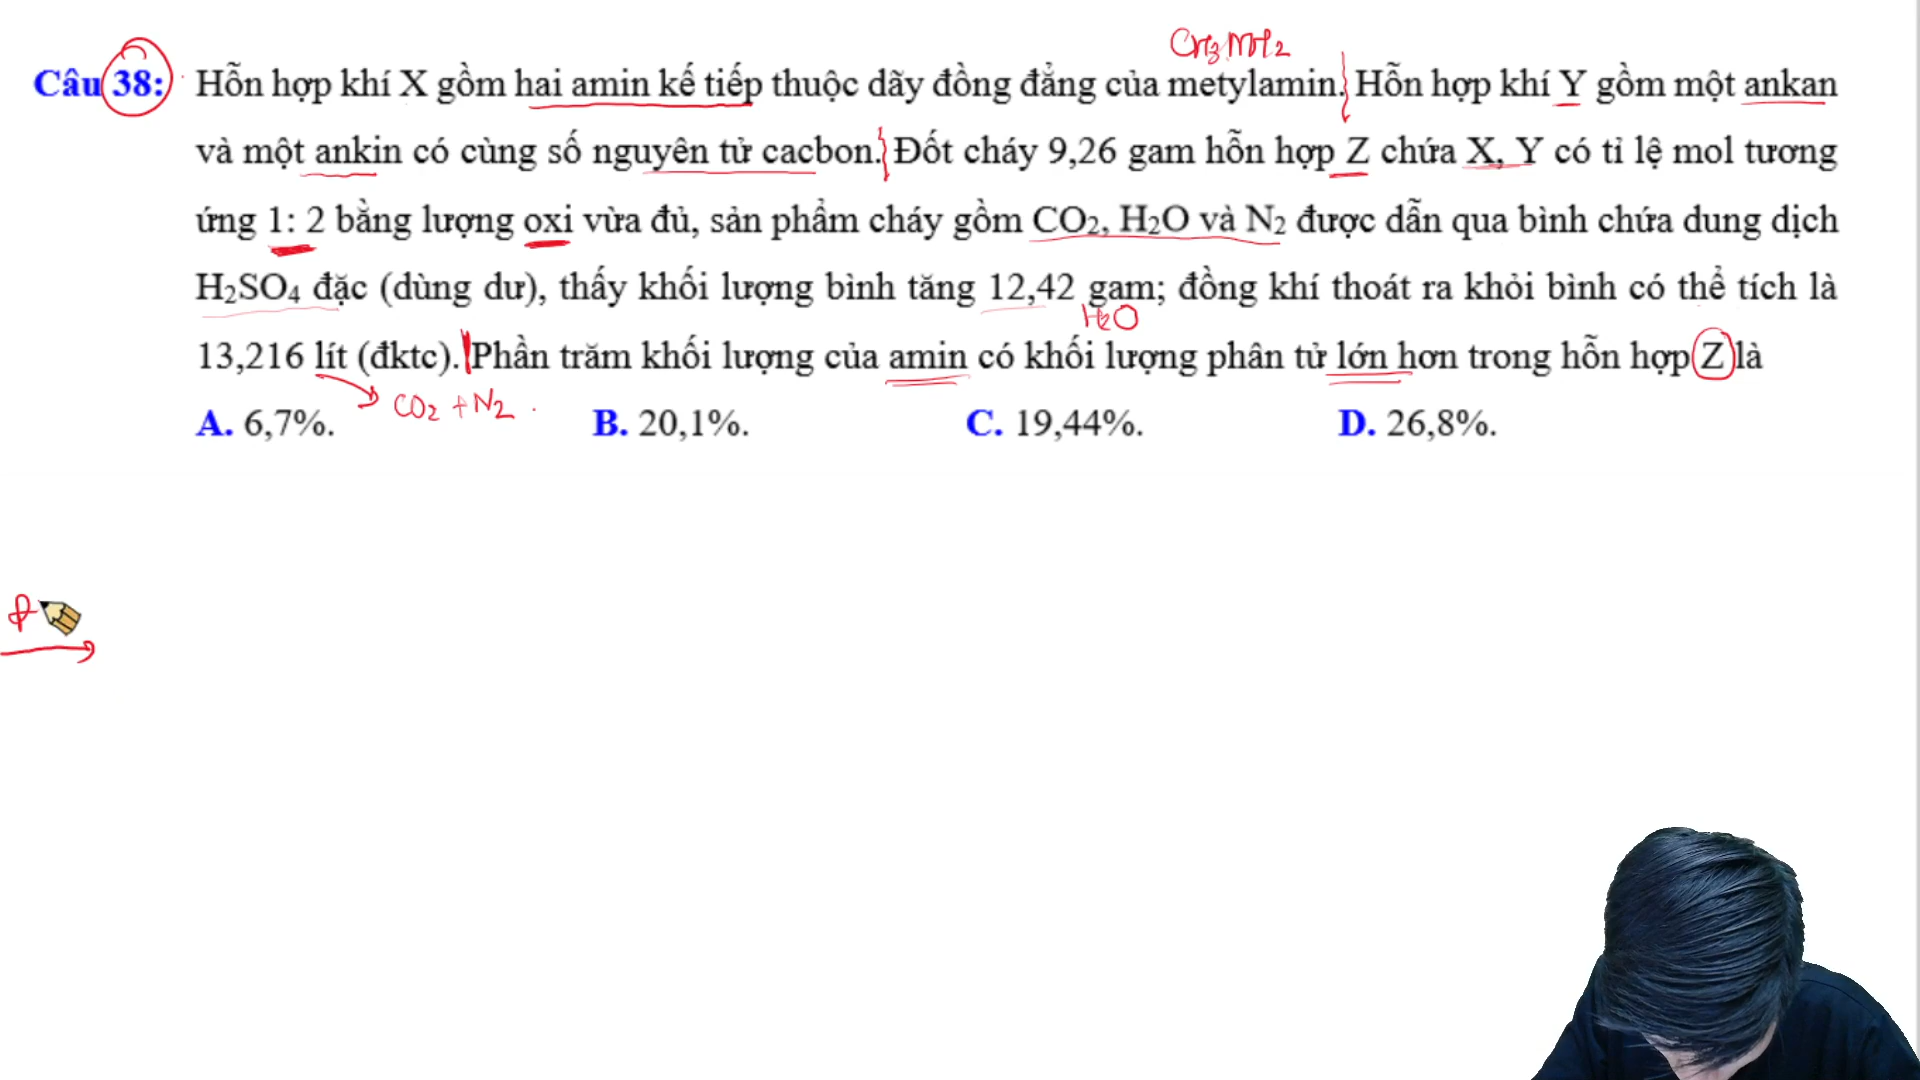 CH3NH2
Câu 38: Hỗn hợp khí X gồm hai amin kế tiếp thuộc dãy đồng đẳng của metylamin. Hỗn hợp khí Y gồm một ankan
và một ankin có cùng số nguyên tử cacbon. Đốt cháy 9,26 gam hỗn hợp Z chứa X, Y có tỉ lệ mol tương
ứng 1: 2 bằng lượng oxi vừa đủ, sản phẩm cháy gồm CO2, H2O và N2 được dẫn qua bình chứa dung dịch
H2SO4 đặc (dùng dư), thấy khối lượng bình tăng 12,42 gam; đồng khí thoát ra khỏi bình có thể tích là
H2O
13,216 lít (đktc). Phần trăm khối lượng của amin có khối lượng phân tử lớn hơn trong hỗn hợp Z là
CO2 + N2
A. 6,7%. B. 20,1%. C. 19,44%. D. 26,8%.